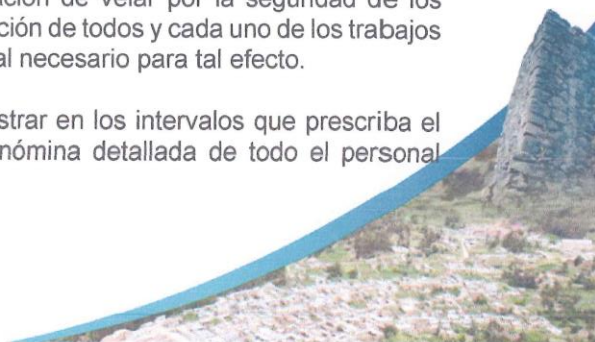 de velar por la seguridad de los
ción de todos y cada uno de los trabajos
al necesario para tal efecto.
strar en los intervalos que prescriba el
nómina detallada de todo el personal